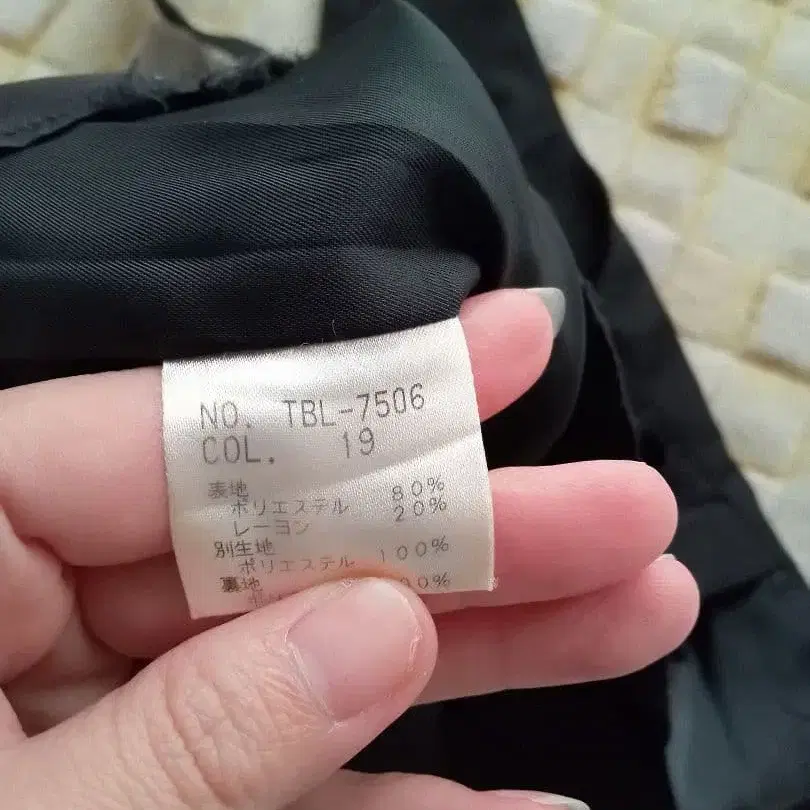 NO. TBL-7506
COL. 19
表地
ポリエステル 80%
レーヨン 20%
別生地
ポリエステル 100%
裏地